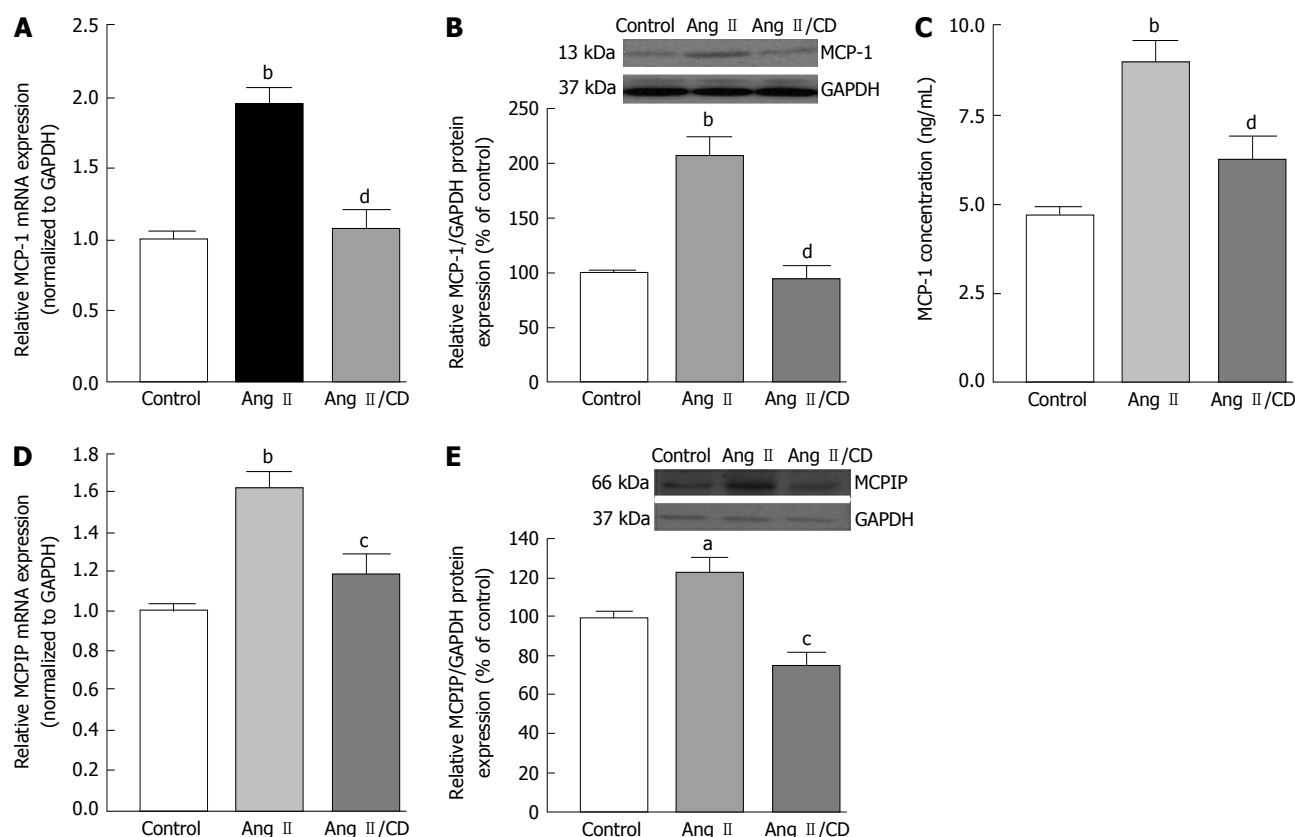 A
Relative MCP-1 mRNA expression
(normalized to GAPDH)
2.5
2.0
1.5
1.0
0.5
0.0
b
d
Control Ang Ⅱ Ang Ⅱ/CD
B
Control Ang Ⅱ Ang Ⅱ/CD
13 kDa MCP-1
37 kDa GAPDH
Relative MCP-1/GAPDH protein
expression (% of control)
250
200
150
100
50
0
b
d
Control Ang Ⅱ Ang Ⅱ/CD
C
MCP-1 concentration (ng/mL)
10.0
7.5
5.0
2.5
0.0
b
d
Control Ang Ⅱ Ang Ⅱ/CD
D
Relative MCPIP mRNA expression
(normalized to GAPDH)
1.8
1.6
1.4
1.2
1.0
0.8
0.6
0.4
0.2
0.0
b
c
Control Ang Ⅱ Ang Ⅱ/CD
E
Control Ang Ⅱ Ang Ⅱ/CD
66 kDa MCPIP
37 kDa GAPDH
Relative MCPIP/GAPDH protein
expression (% of control)
140
120
100
80
60
40
20
0
a
c
Control Ang Ⅱ Ang Ⅱ/CD